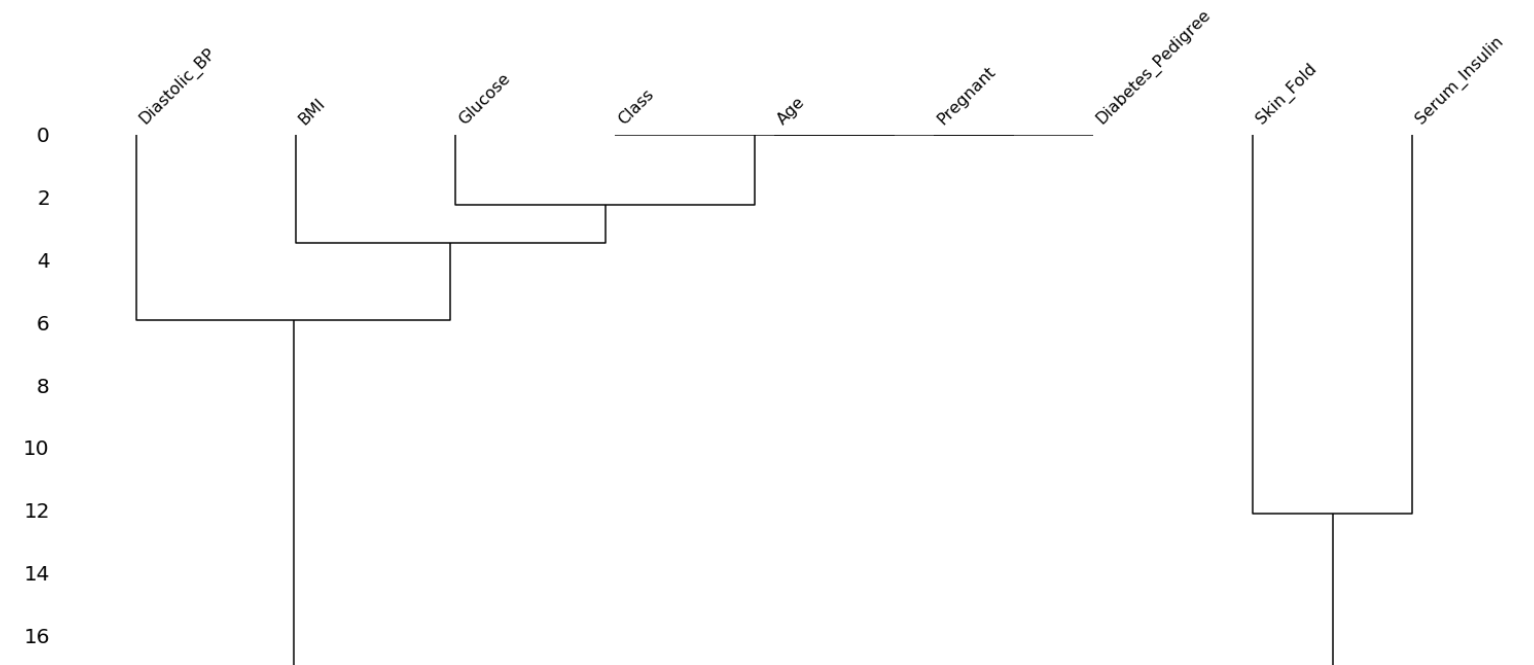 Diastolic_BP
BMI
Glucose
Class
Age
Pregnant
Diabetes_Pedigree
Skin_Fold
Serum_Insulin
0
2
4
6
8
10
12
14
16